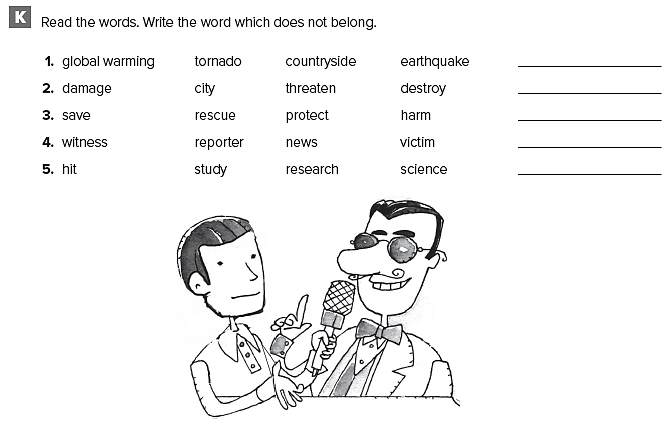 K Read the words. Write the word which does not belong.
1. global warming tornado countryside earthquake
2. damage city threaten destroy
3. save rescue protect harm
4. witness reporter news victim
5. hit study research science